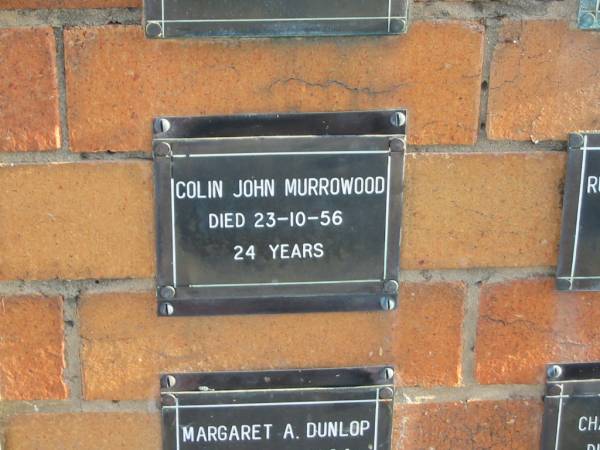 COLIN JOHN MURROWOOD
DIED 23-10-56
24 YEARS
MARGARET A. DUNLOP